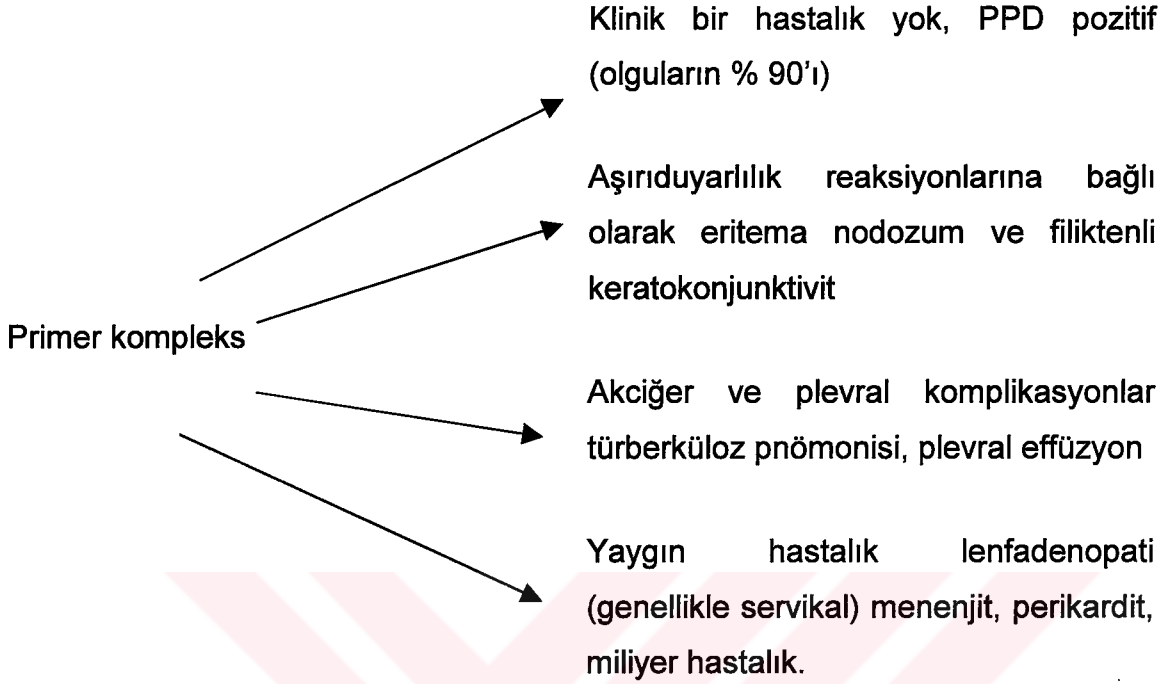 Klinik bir hastalık yok, PPD pozitif
(olguların % 90'ı)
Aşırıduyarlılık reaksiyonlarına bağlı
olarak eritema nodozum ve filiktenli
keratokonjunktivit
Primer kompleks
Akciğer ve plevral komplikasyonlar
türberküloz pnömonisi, plevral effüzyon
Yaygın hastalık lenfadenopati
(genellikle servikal) menenjit, perikardit,
miliyer hastalık.